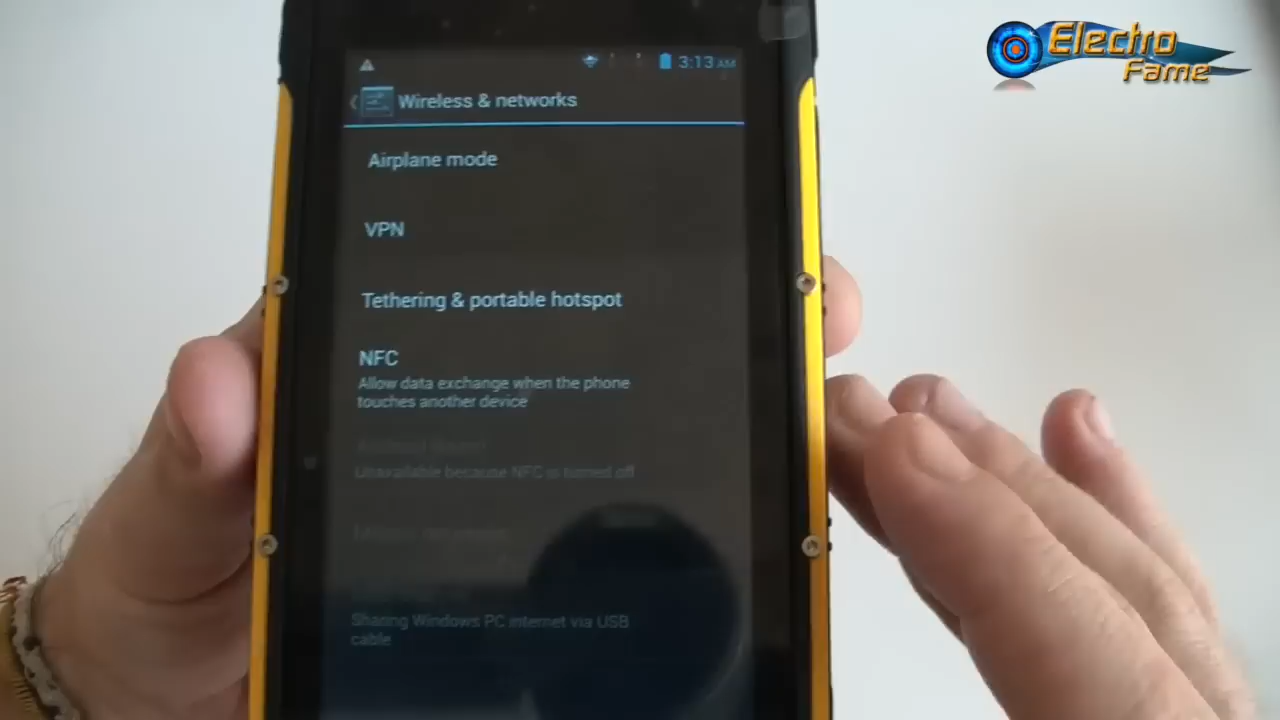 Electro
Fame
3:13 AM
Wireless & networks
Airplane mode
VPN
Tethering & portable hotspot
NFC
Allow data exchange when the phone
touches another device
Unavailable because NFC is turned off
Sharing Windows PC internet via USB
cable